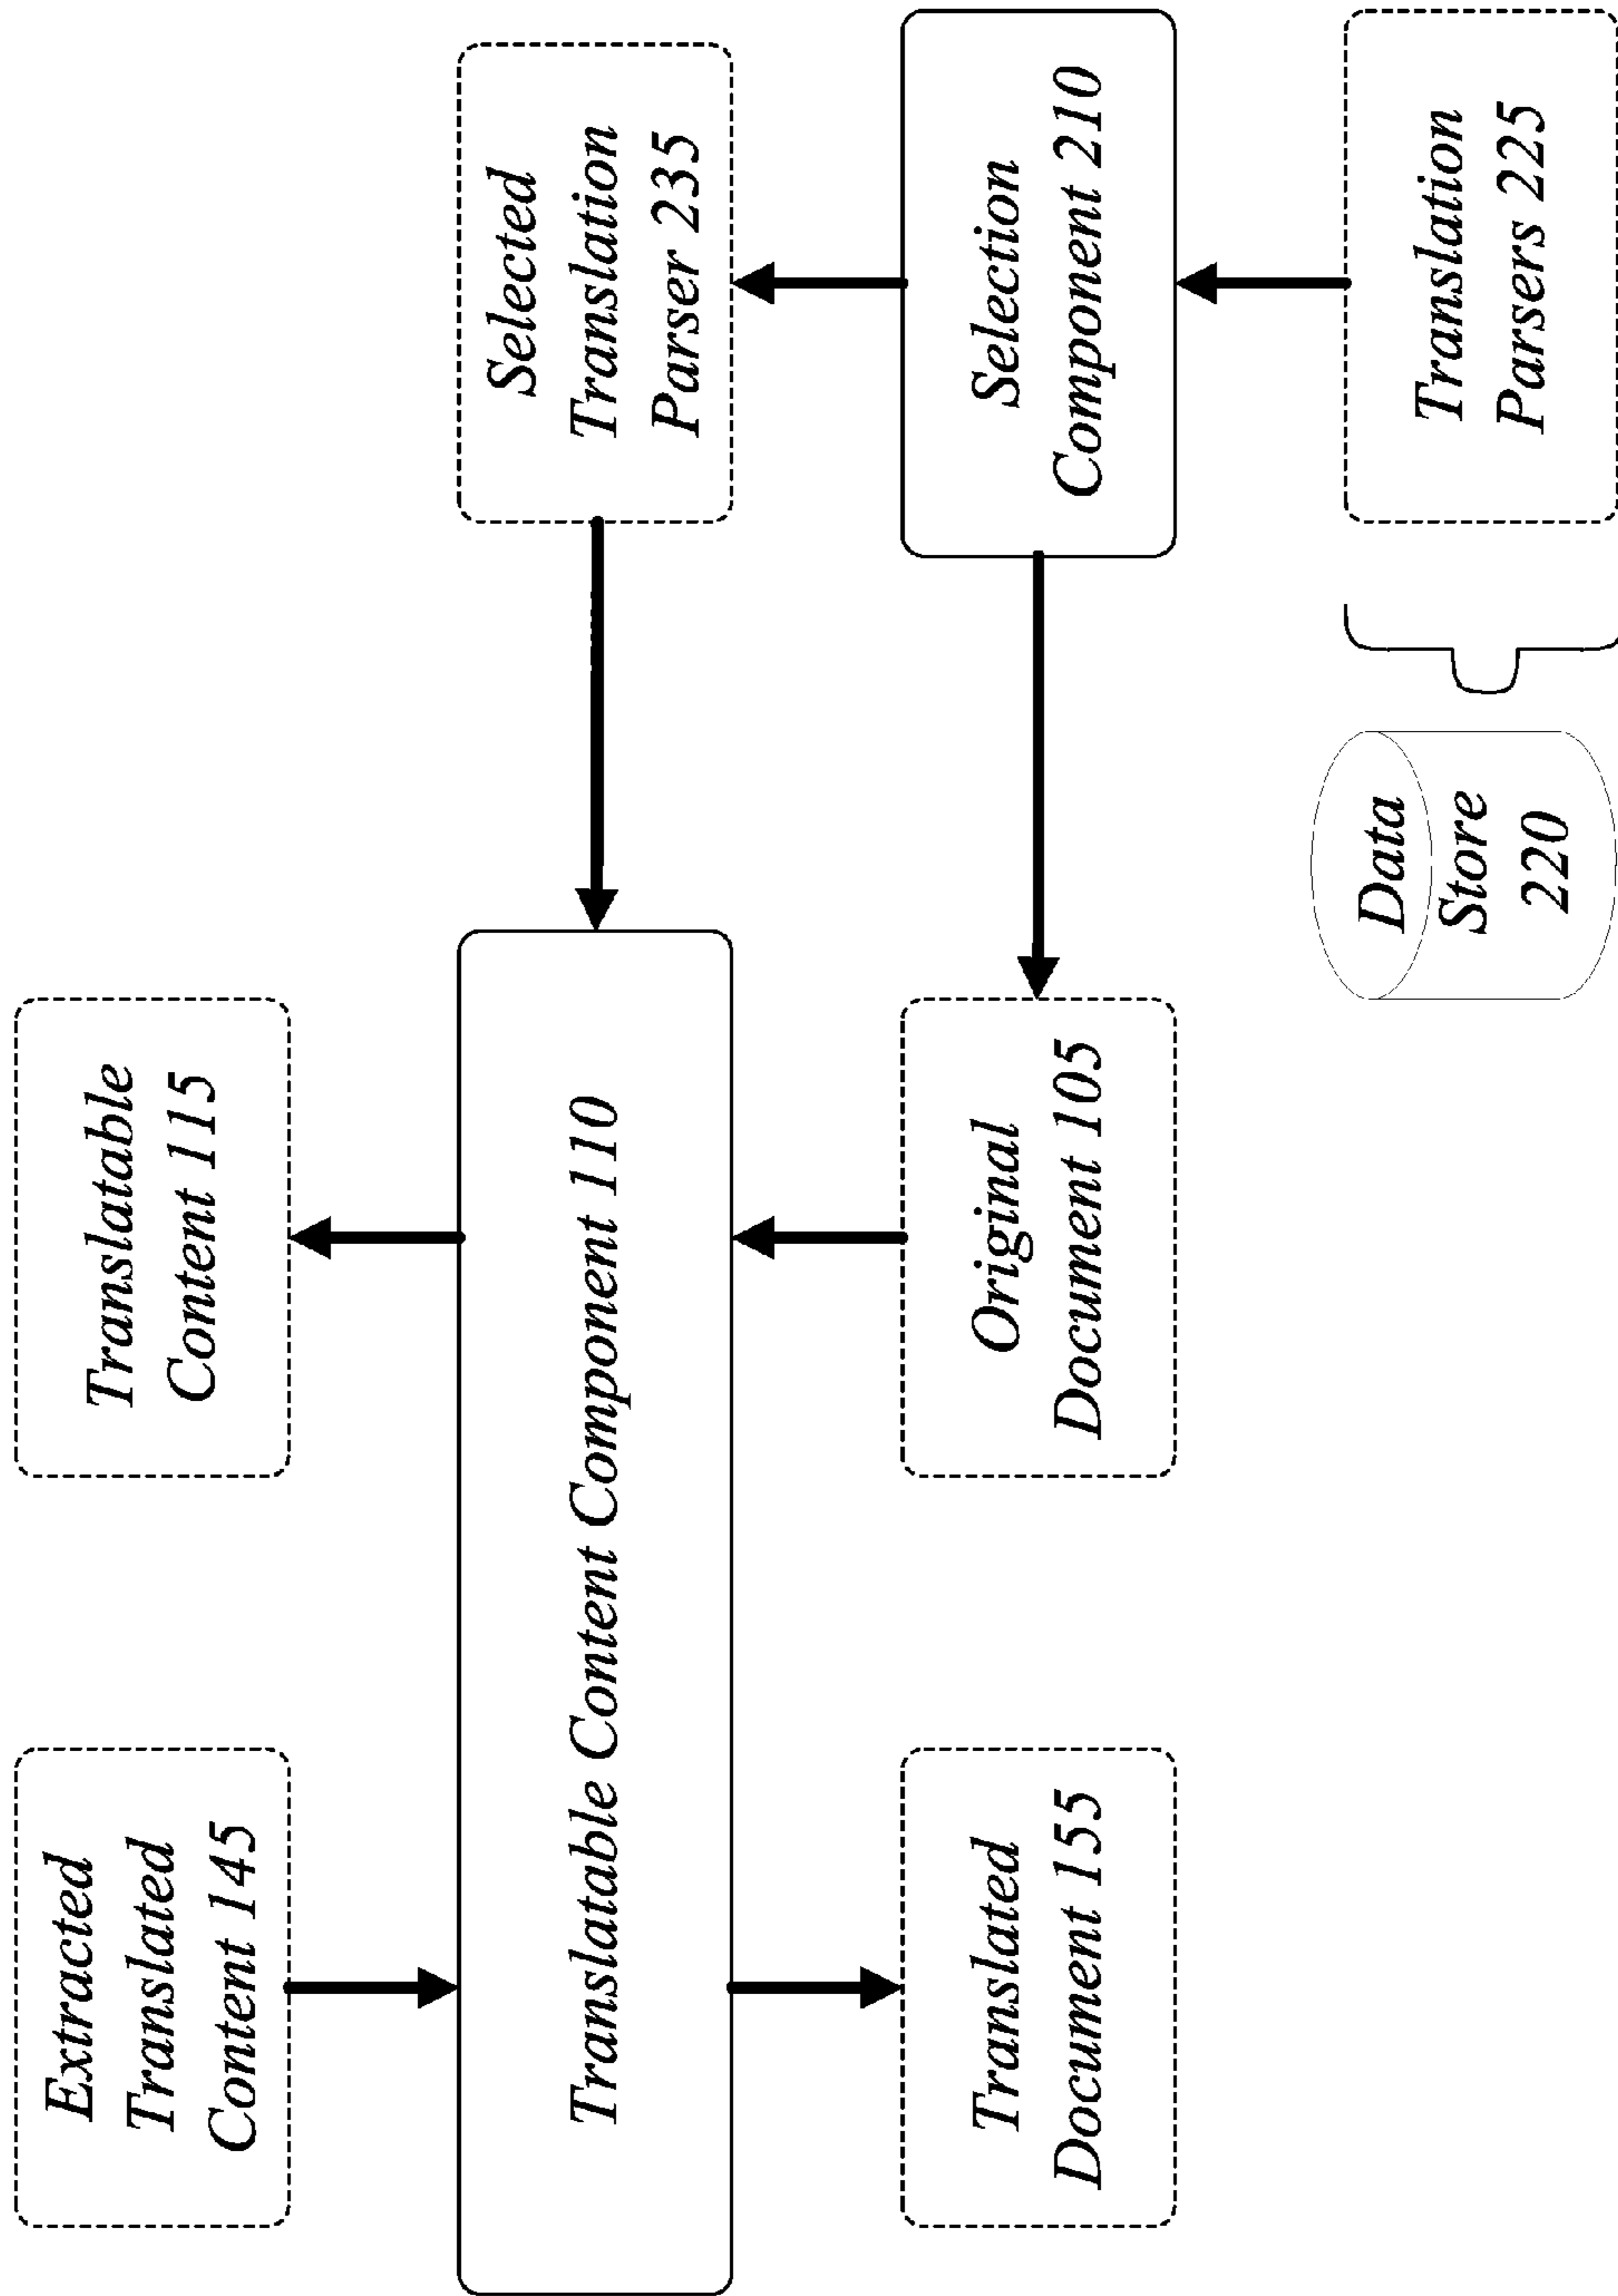 Extracted
Translated
Content 145
Translatable
Content 115
Translatable Content Component 110
Selected
Translation
Parser 235
Translated
Document 155
Original
Document 105
Selection
Component 210
Data
Store
220
Translation
Parsers 225